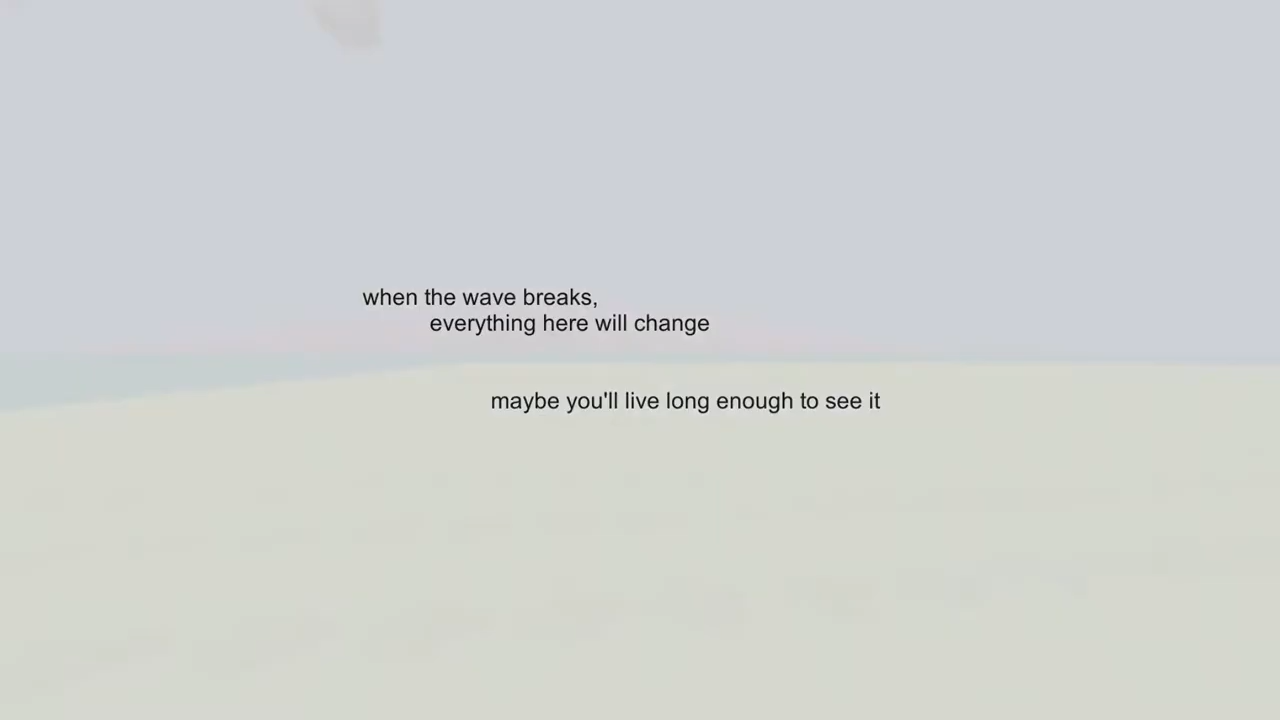 when the wave breaks,
everything here will change
maybe you'll live long enough to see it